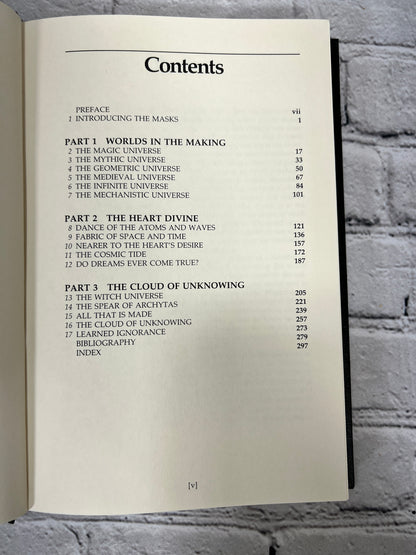 Contents
PREFACE vii
1 INTRODUCING THE MASKS 1
PART 1 WORLDS IN THE MAKING
2 THE MAGIC UNIVERSE 17
3 THE MYTHIC UNIVERSE 33
4 THE GEOMETRIC UNIVERSE 50
5 THE MEDIEVAL UNIVERSE 67
6 THE INFINITE UNIVERSE 84
7 THE MECHANISTIC UNIVERSE 101
PART 2 THE HEART DIVINE
8 DANCE OF THE ATOMS AND WAVES 121
9 FABRIC OF SPACE AND TIME 136
10 NEARER TO THE HEART'S DESIRE 157
11 THE COSMIC TIDE 172
12 DO DREAMS EVER COME TRUE? 187
PART 3 THE CLOUD OF UNKNOWING
13 THE WITCH UNIVERSE 205
14 THE SPEAR OF ARCHYTAS 221
15 ALL THAT IS MADE 239
16 THE CLOUD OF UNKNOWING 257
17 LEARNED IGNORANCE 273
BIBLIOGRAPHY 279
INDEX 297
[v]